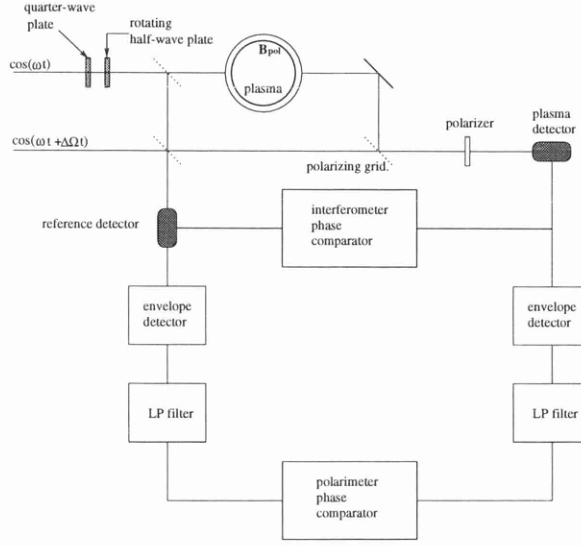 quarter-wave
plate
rotating
half-wave plate
cos(ωt)
Bpol
plasma
cos(ωt +ΔΩt)
polarizer
plasma
detector
polarizing grid.
reference detector
interferometer
phase
comparator
envelope
detector
envelope
detector
LP filter
LP filter
polarimeter
phase
comparator